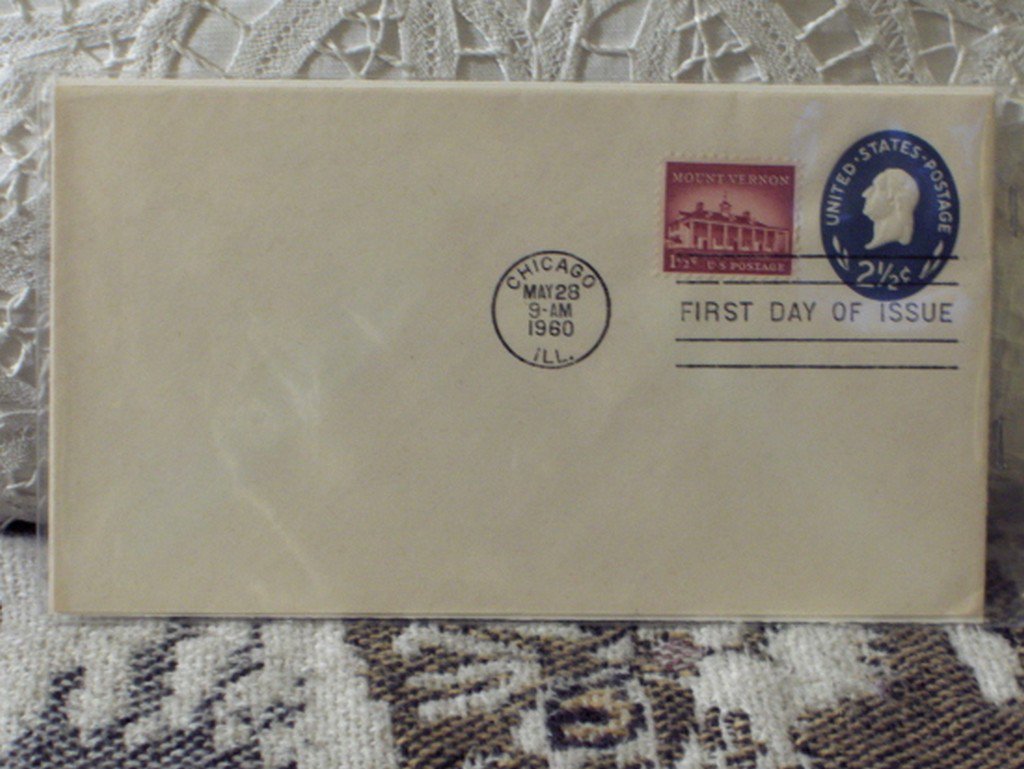 MOUNT VERNON
1½¢ U·S POSTAGE
UNITED·STATES·POSTAGE
2½¢
CHICAGO
MAY 28
9-AM
1960
ILL.
FIRST DAY OF ISSUE